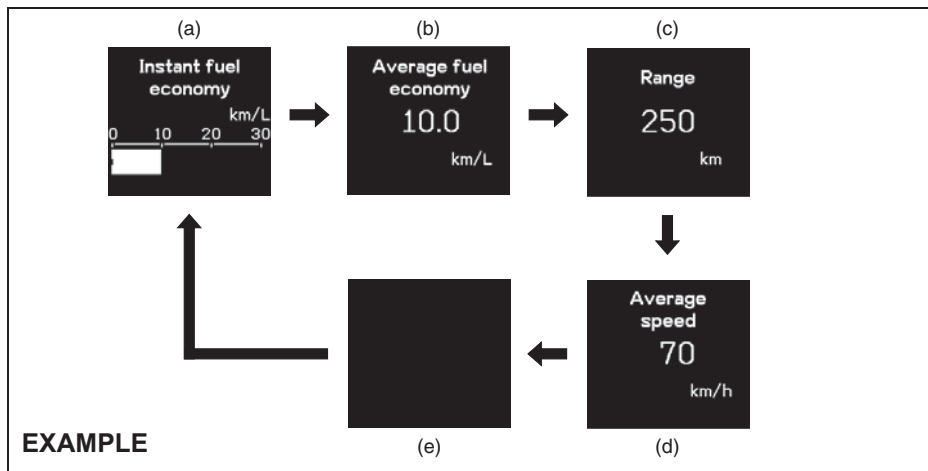 (a)
Instant fuel
economy
km/L
0 10 20 30
(b)
Average fuel
economy
10.0
km/L
(c)
Range
250
km
Average
speed
70
km/h
(d)
(e)
EXAMPLE